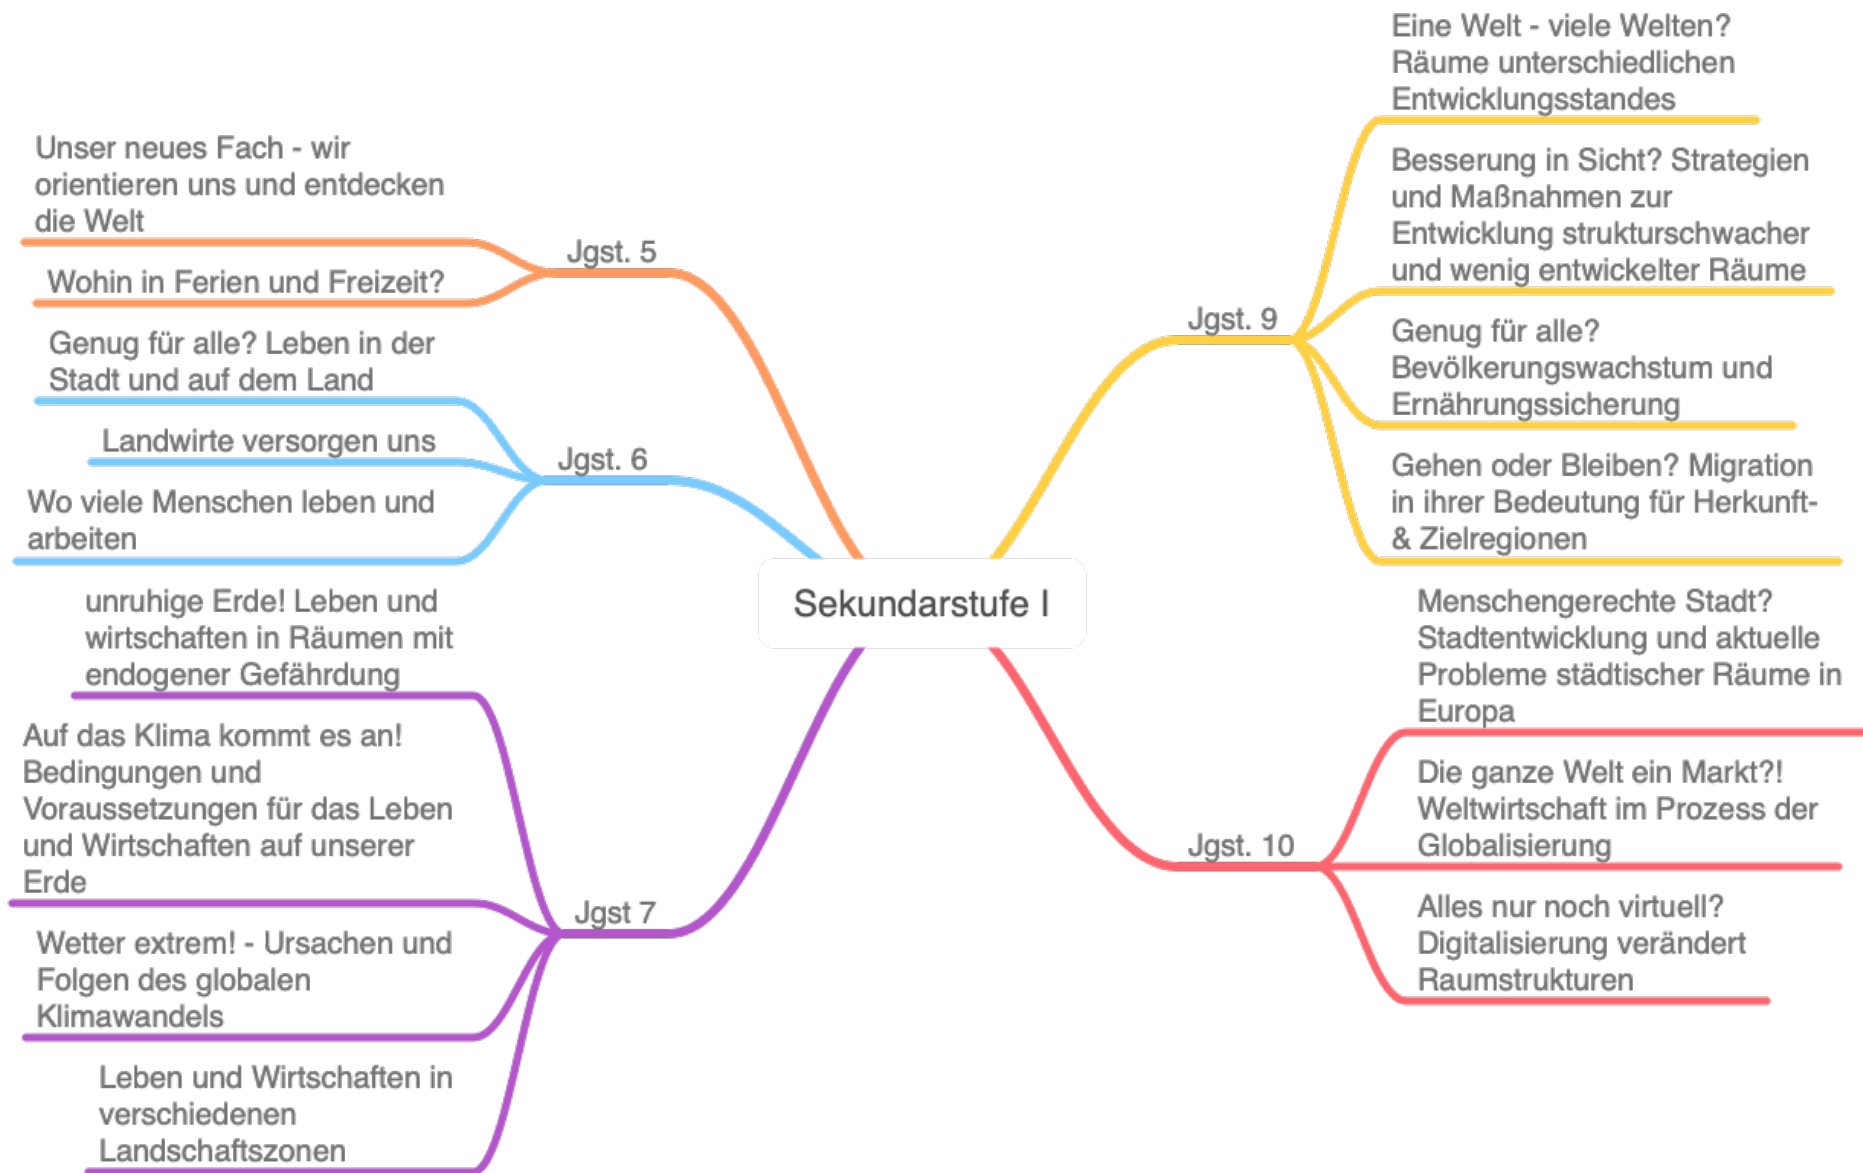 Sekundarstufe I
Jgst. 5
Unser neues Fach - wir
orientieren uns und entdecken
die Welt
Wohin in Ferien und Freizeit?
Jgst. 6
Genug für alle? Leben in der
Stadt und auf dem Land
Landwirte versorgen uns
Wo viele Menschen leben und
arbeiten
Jgst 7
unruhige Erde! Leben und
wirtschaften in Räumen mit
endogener Gefährdung
Auf das Klima kommt es an!
Bedingungen und
Voraussetzungen für das Leben
und Wirtschaften auf unserer
Erde
Wetter extrem! - Ursachen und
Folgen des globalen
Klimawandels
Leben und Wirtschaften in
verschiedenen
Landschaftszonen
Jgst. 9
Eine Welt - viele Welten?
Räume unterschiedlichen
Entwicklungsstandes
Besserung in Sicht? Strategien
und Maßnahmen zur
Entwicklung strukturschwacher
und wenig entwickelter Räume
Genug für alle?
Bevölkerungswachstum und
Ernährungssicherung
Gehen oder Bleiben? Migration
in ihrer Bedeutung für Herkunft-
& Zielregionen
Jgst. 10
Menschengerechte Stadt?
Stadtentwicklung und aktuelle
Probleme städtischer Räume in
Europa
Die ganze Welt ein Markt?!
Weltwirtschaft im Prozess der
Globalisierung
Alles nur noch virtuell?
Digitalisierung verändert
Raumstrukturen